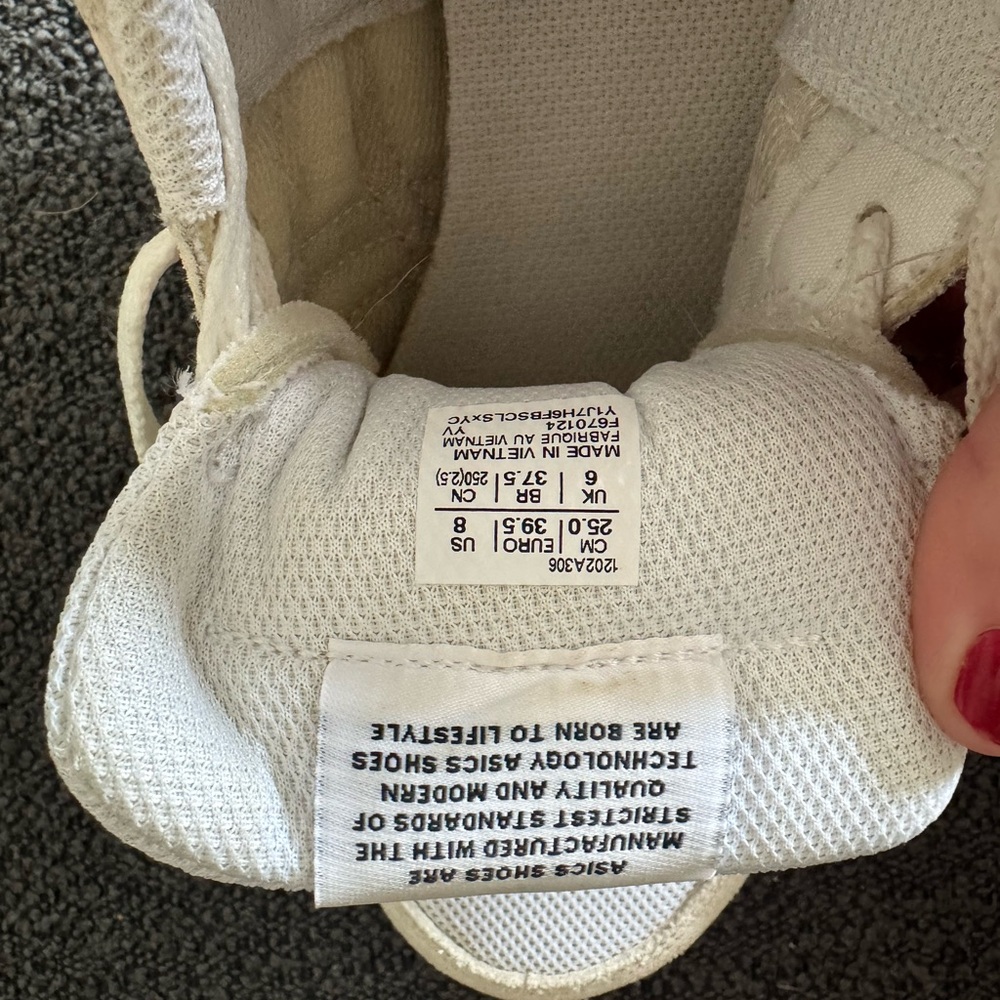 1202A306
CM | EURO | US
25.0 | 39.5 | 8
UK | BR | CN
6 | 37.5 | 250(2.5)
MADE IN VIETNAM
FABRIQUE AU VIETNAM
F670124 YV
Y1J7H6FBSCLSxYC
ASICS SHOES ARE
MANUFACTURED WITH THE
STRICTEST STANDARDS OF
QUALITY AND MODERN
TECHNOLOGY ASICS SHOES
ARE BORN TO LIFESTYLE